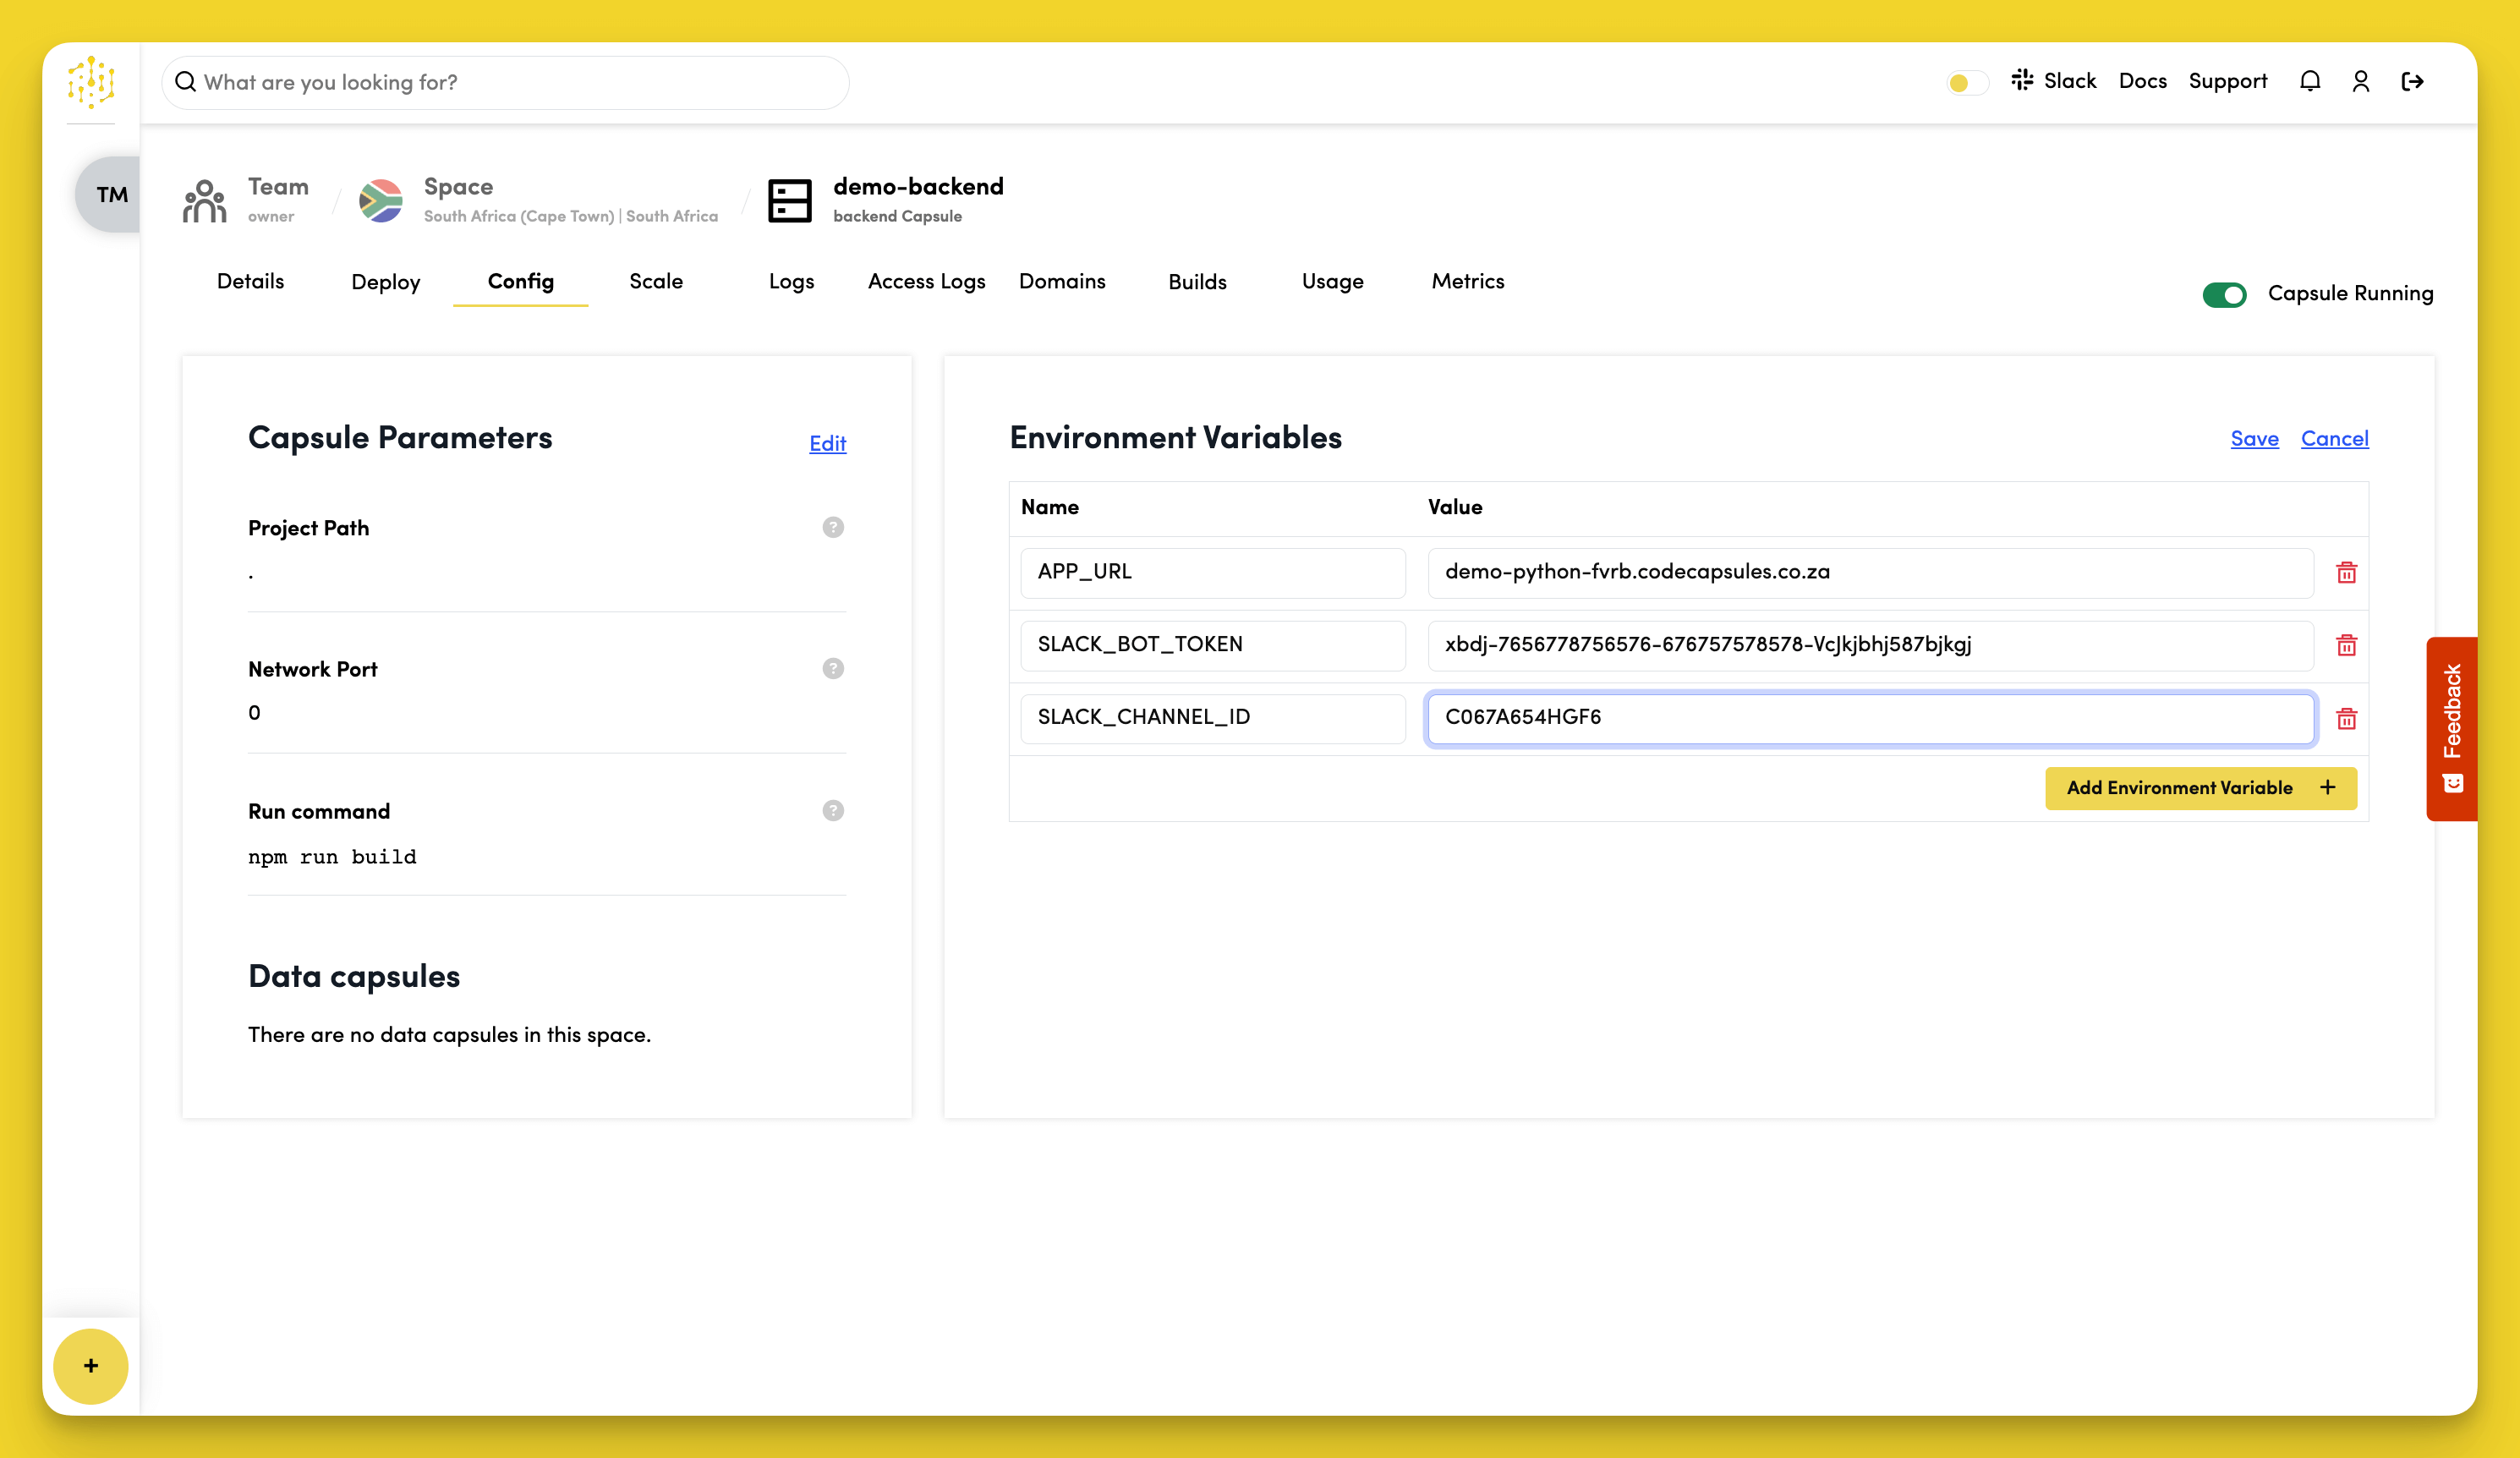 What are you looking for?
Slack Docs Support
TM
Team
owner
Space
South Africa (Cape Town) | South Africa
demo-backend
backend Capsule
Details Deploy Config Scale Logs Access Logs Domains Builds Usage Metrics
Capsule Running
Capsule Parameters
Edit
Project Path
?
.
Network Port
?
0
Run command
?
npm run build
Data capsules
There are no data capsules in this space.
Environment Variables
Save Cancel
Name Value
APP_URL demo-python-fvrb.codecapsules.co.za
SLACK_BOT_TOKEN xbdj-7656778756576-676757578578-VcJkjbhj587bjkgj
SLACK_CHANNEL_ID C067A654HGF6
Add Environment Variable +
Feedback
+